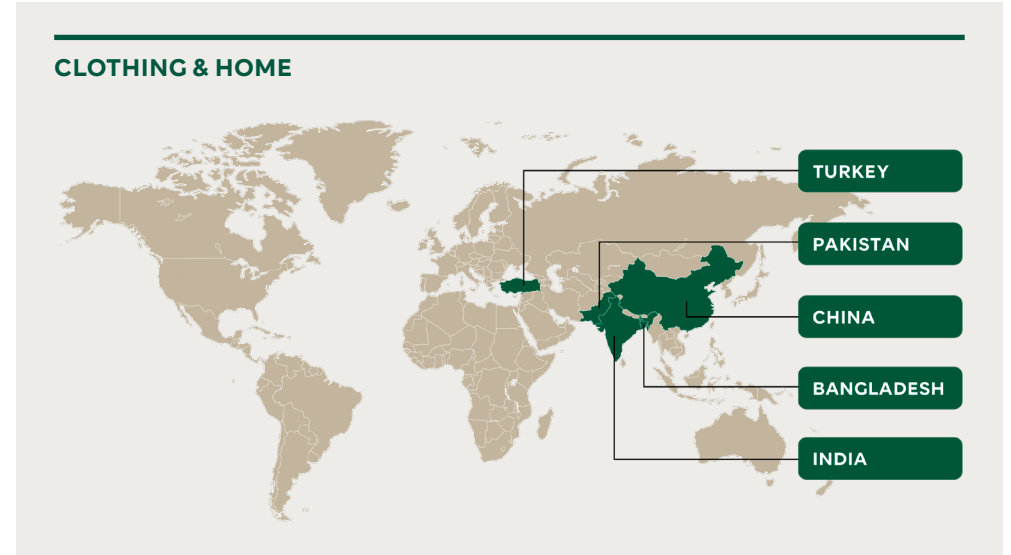 CLOTHING & HOME
TURKEY
PAKISTAN
CHINA
BANGLADESH
INDIA